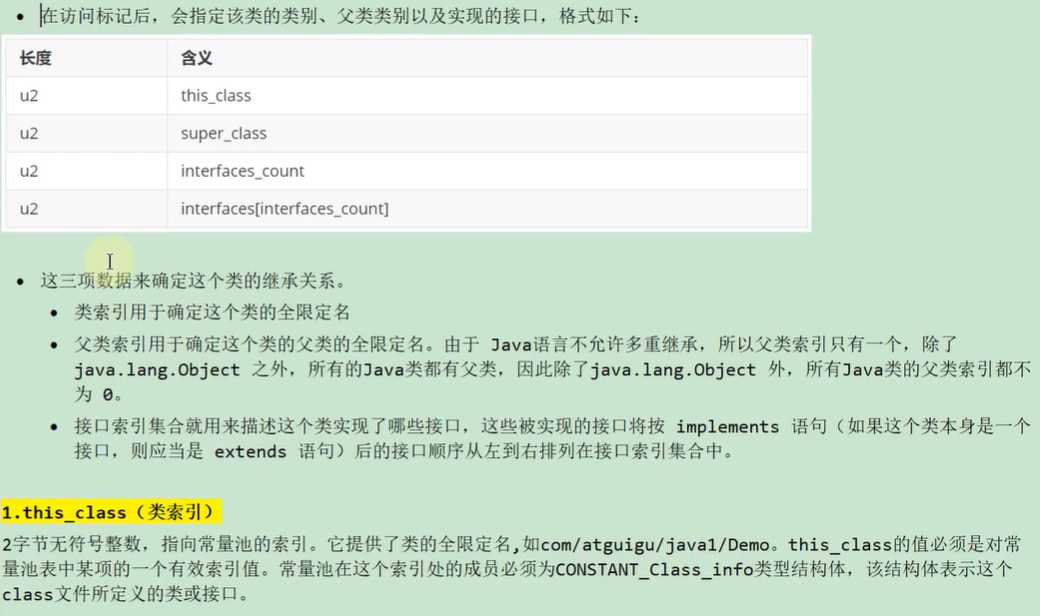 在访问标记后，会指定该类的类别、父类类别以及实现的接口，格式如下：
长度 含义
u2 this_class
u2 super_class
u2 interfaces_count
u2 interfaces[interfaces_count]
这三项数据来确定这个类的继承关系。
类索引用于确定这个类的全限定名
父类索引用于确定这个类的父类的全限定名。由于 Java语言不允许多重继承，所以父类索引只有一个，除了
java.lang.Object 之外，所有的Java类都有父类，因此除了java.lang.Object 外，所有Java类的父类索引都不
为 0。
接口索引集合就用来描述这个类实现了哪些接口，这些被实现的接口将按 implements 语句（如果这个类本身是一个
接口，则应当是 extends 语句）后的接口顺序从左到右排列在接口索引集合中。
1.this_class（类索引）
2字节无符号整数，指向常量池的索引。它提供了类的全限定名,如com/atguigu/java1/Demo。this_class的值必须是对常
量池表中某项的一个有效索引值。常量池在这个索引处的成员必须为CONSTANT_Class_info类型结构体，该结构体表示这个
class文件所定义的类或接口。